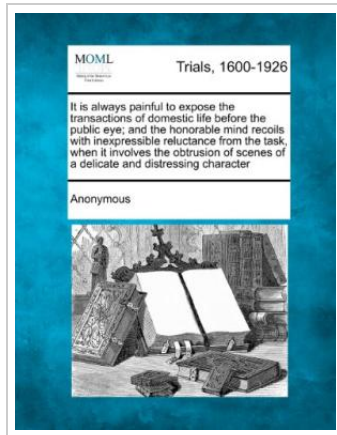 MOML
Trials, 1600-1926
It is always painful to expose the
transactions of domestic life before the
public eye; and the honorable mind recoils
with inexpressible reluctance from the task,
when it involves the obtrusion of scenes of
a delicate and distressing character
Anonymous